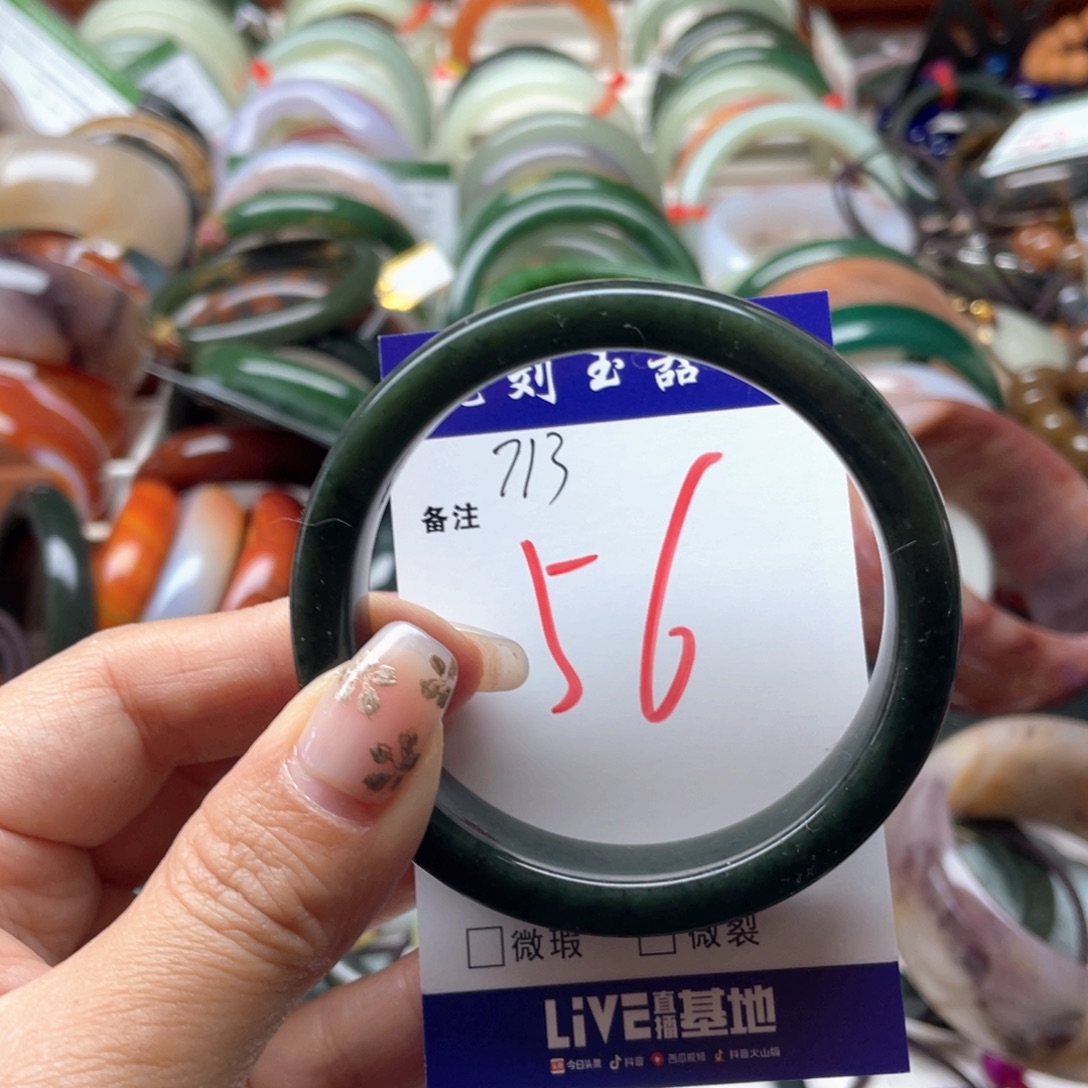 刻玉器
713
备注
56
微瑕 微裂
LIVE直播基地
今日头条 抖音 西瓜视频 抖音火山版